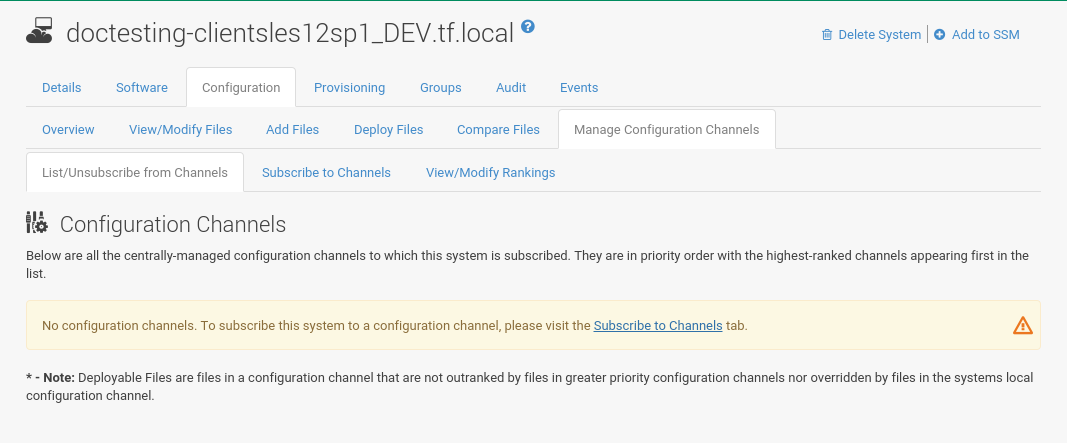 doctesting-clientsles12sp1_DEV.tf.local ?
Delete System | Add to SSM
Details Software Configuration Provisioning Groups Audit Events
Overview View/Modify Files Add Files Deploy Files Compare Files Manage Configuration Channels
List/Unsubscribe from Channels Subscribe to Channels View/Modify Rankings
Configuration Channels
Below are all the centrally-managed configuration channels to which this system is subscribed. They are in priority order with the highest-ranked channels appearing first in the
list.
No configuration channels. To subscribe this system to a configuration channel, please visit the Subscribe to Channels tab.
* - Note: Deployable Files are files in a configuration channel that are not outranked by files in greater priority configuration channels nor overridden by files in the systems local
configuration channel.